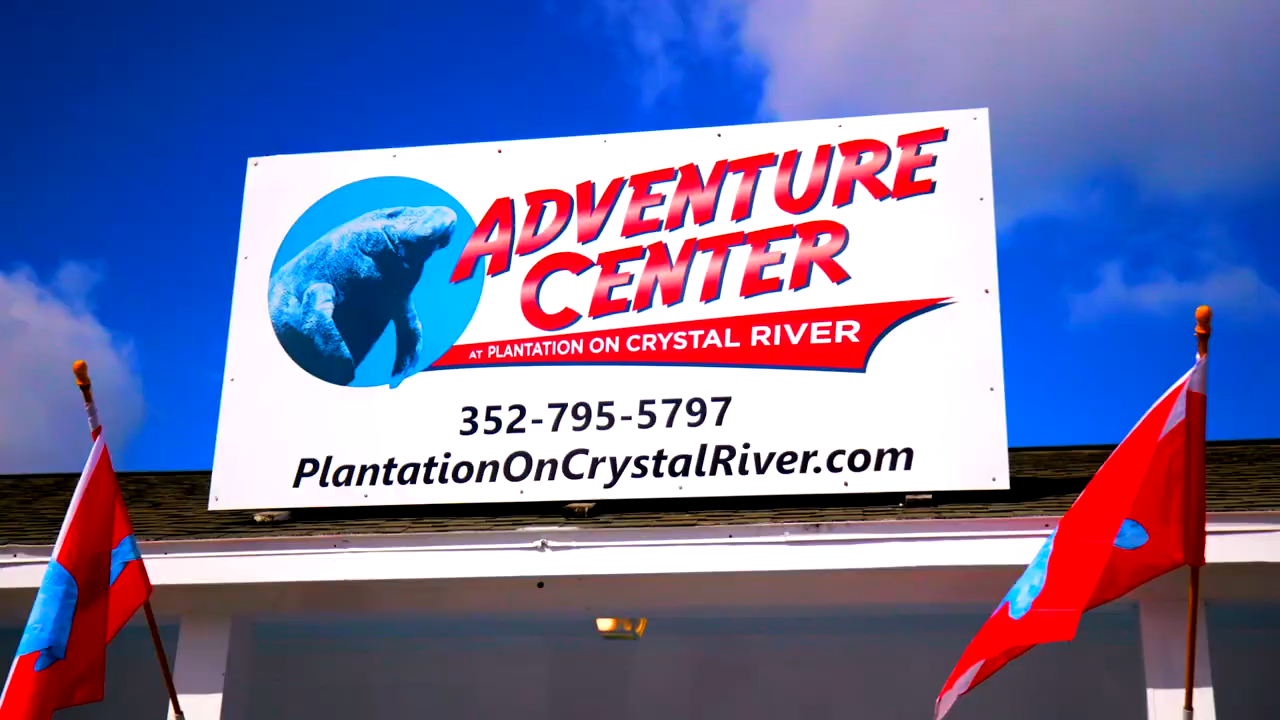 ADVENTURE
CENTER
AT PLANTATION ON CRYSTAL RIVER
352-795-5797
PlantationOnCrystalRiver.com